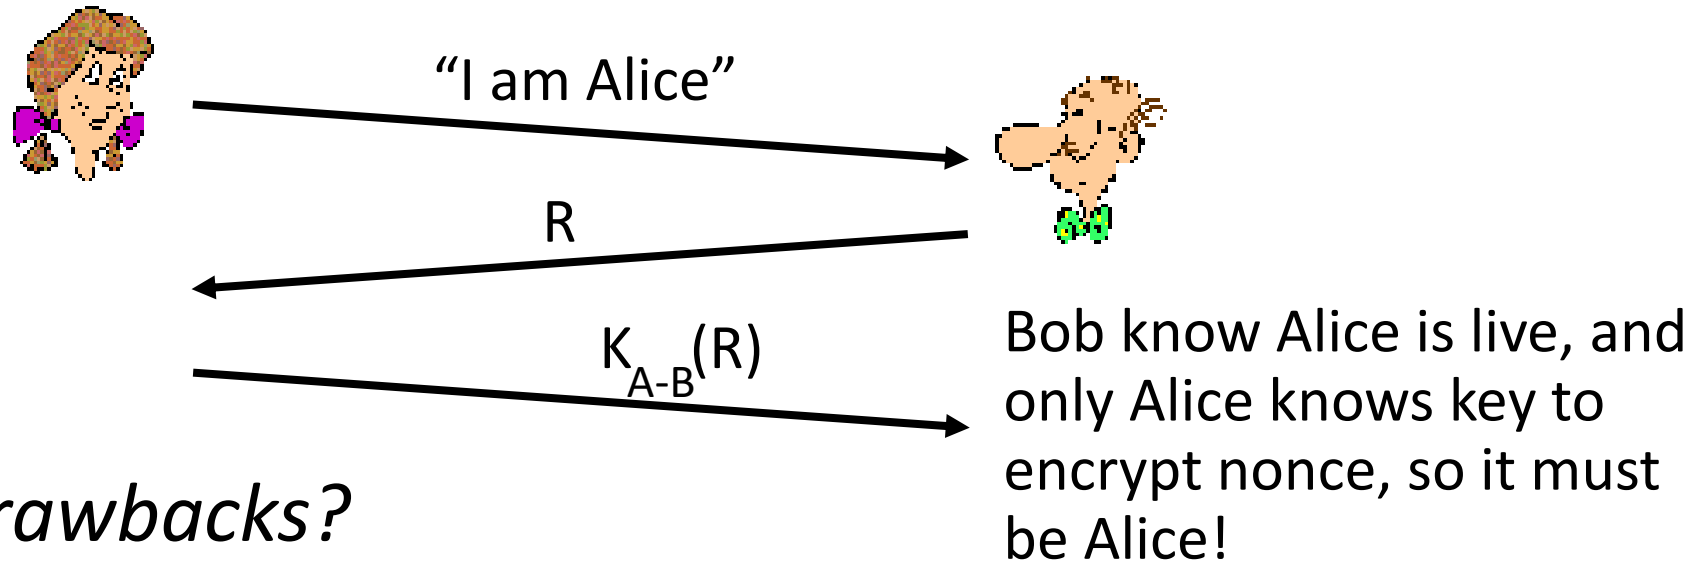 “I am Alice”
R
K_A-B(R)
Bob know Alice is live, and
only Alice knows key to
encrypt nonce, so it must
be Alice!
rawbacks?